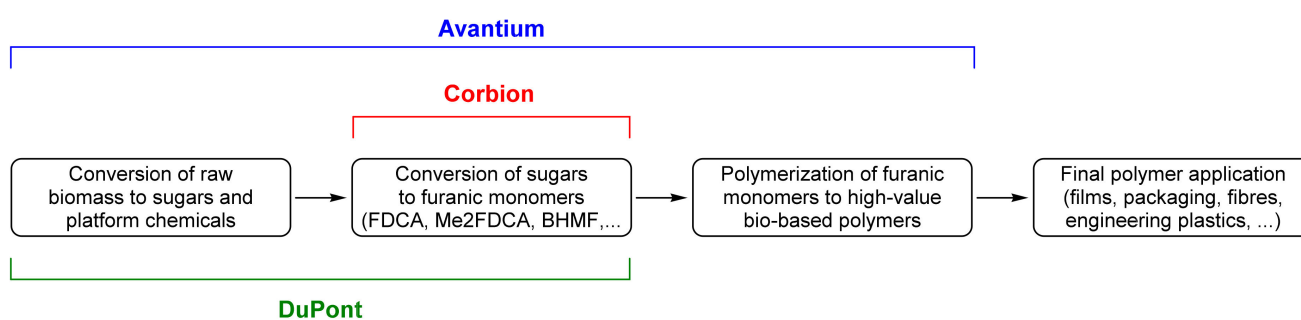 Avantium
Corbion
Conversion of raw
biomass to sugars and
platform chemicals
Conversion of sugars
to furanic monomers
(FDCA, Me2FDCA, BHMF,...
Polymerization of furanic
monomers to high-value
bio-based polymers
Final polymer application
(films, packaging, fibres,
engineering plastics, ...)
DuPont